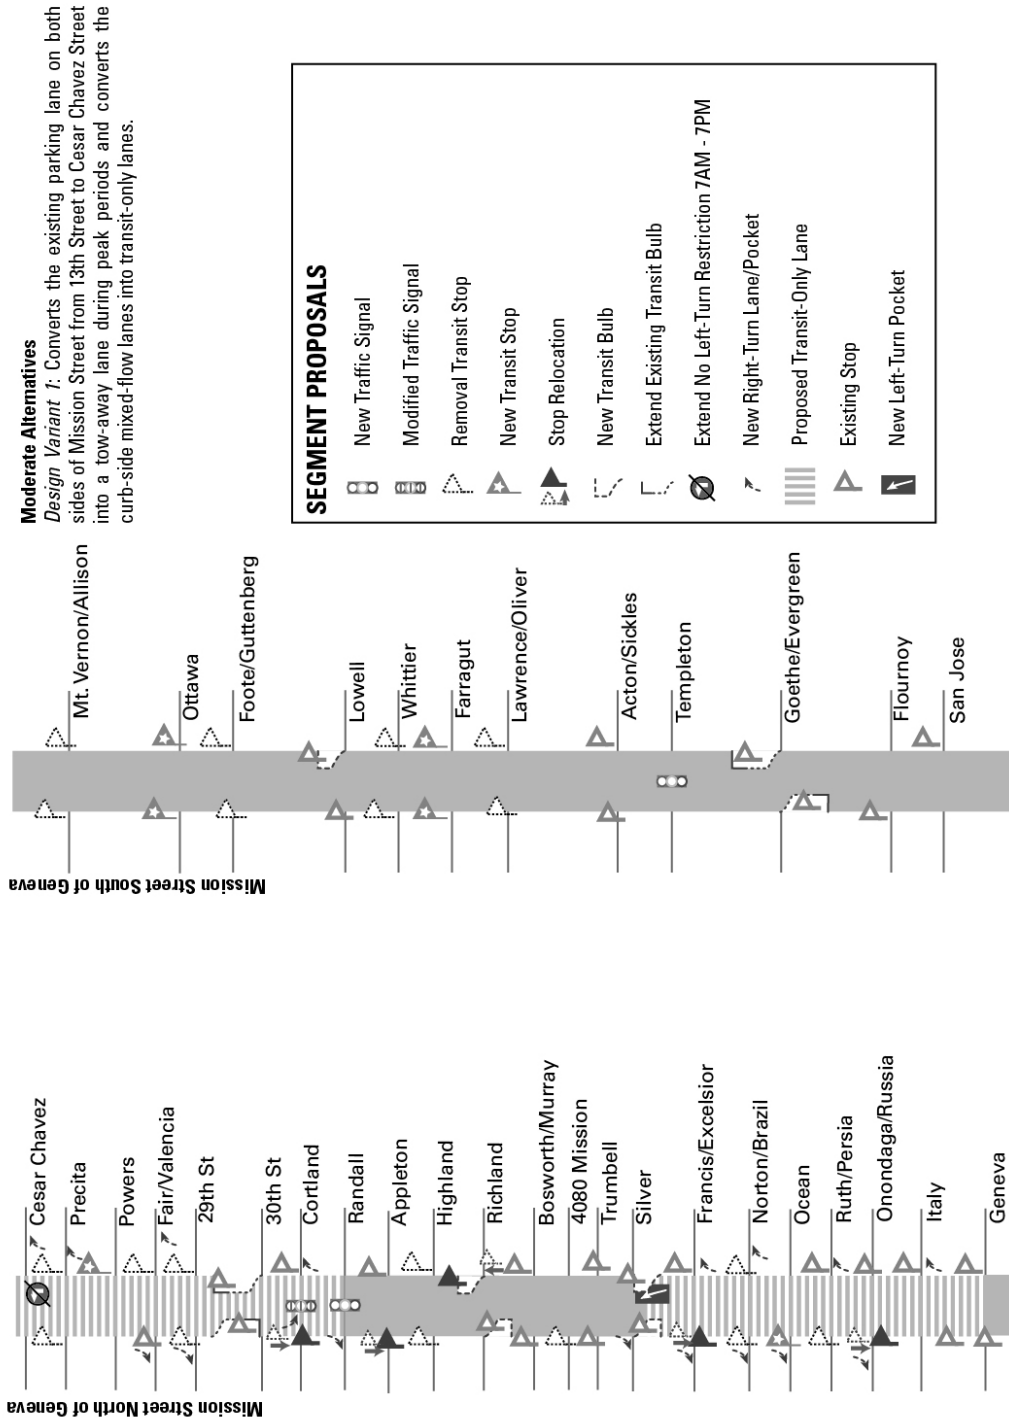 Moderate Alternatives
Design Variant 1: Converts the existing parking lane on both
sides of Mission Street from 13th Street to Cesar Chavez Street
into a tow-away lane during peak periods and converts the
curb-side mixed-flow lanes into transit-only lanes.
SEGMENT PROPOSALS
New Traffic Signal
Modified Traffic Signal
Removal Transit Stop
New Transit Stop
Stop Relocation
New Transit Bulb
Extend Existing Transit Bulb
Extend No Left-Turn Restriction 7AM - 7PM
New Right-Turn Lane/Pocket
Proposed Transit-Only Lane
Existing Stop
New Left-Turn Pocket
Mission Street South of Geneva
Mt. Vernon/Allison
Ottawa
Foote/Guttenberg
Lowell
Whittier
Farragut
Lawrence/Oliver
Acton/Sickles
Templeton
Goethe/Evergreen
Flournoy
San Jose
Mission Street North of Geneva
Cesar Chavez
Precita
Powers
Fair/Valencia
29th St
30th St
Cortland
Randall
Appleton
Highland
Richland
Bosworth/Murray
4080 Mission
Trumbell
Silver
Francis/Excelsior
Norton/Brazil
Ocean
Ruth/Persia
Onondaga/Russia
Italy
Geneva